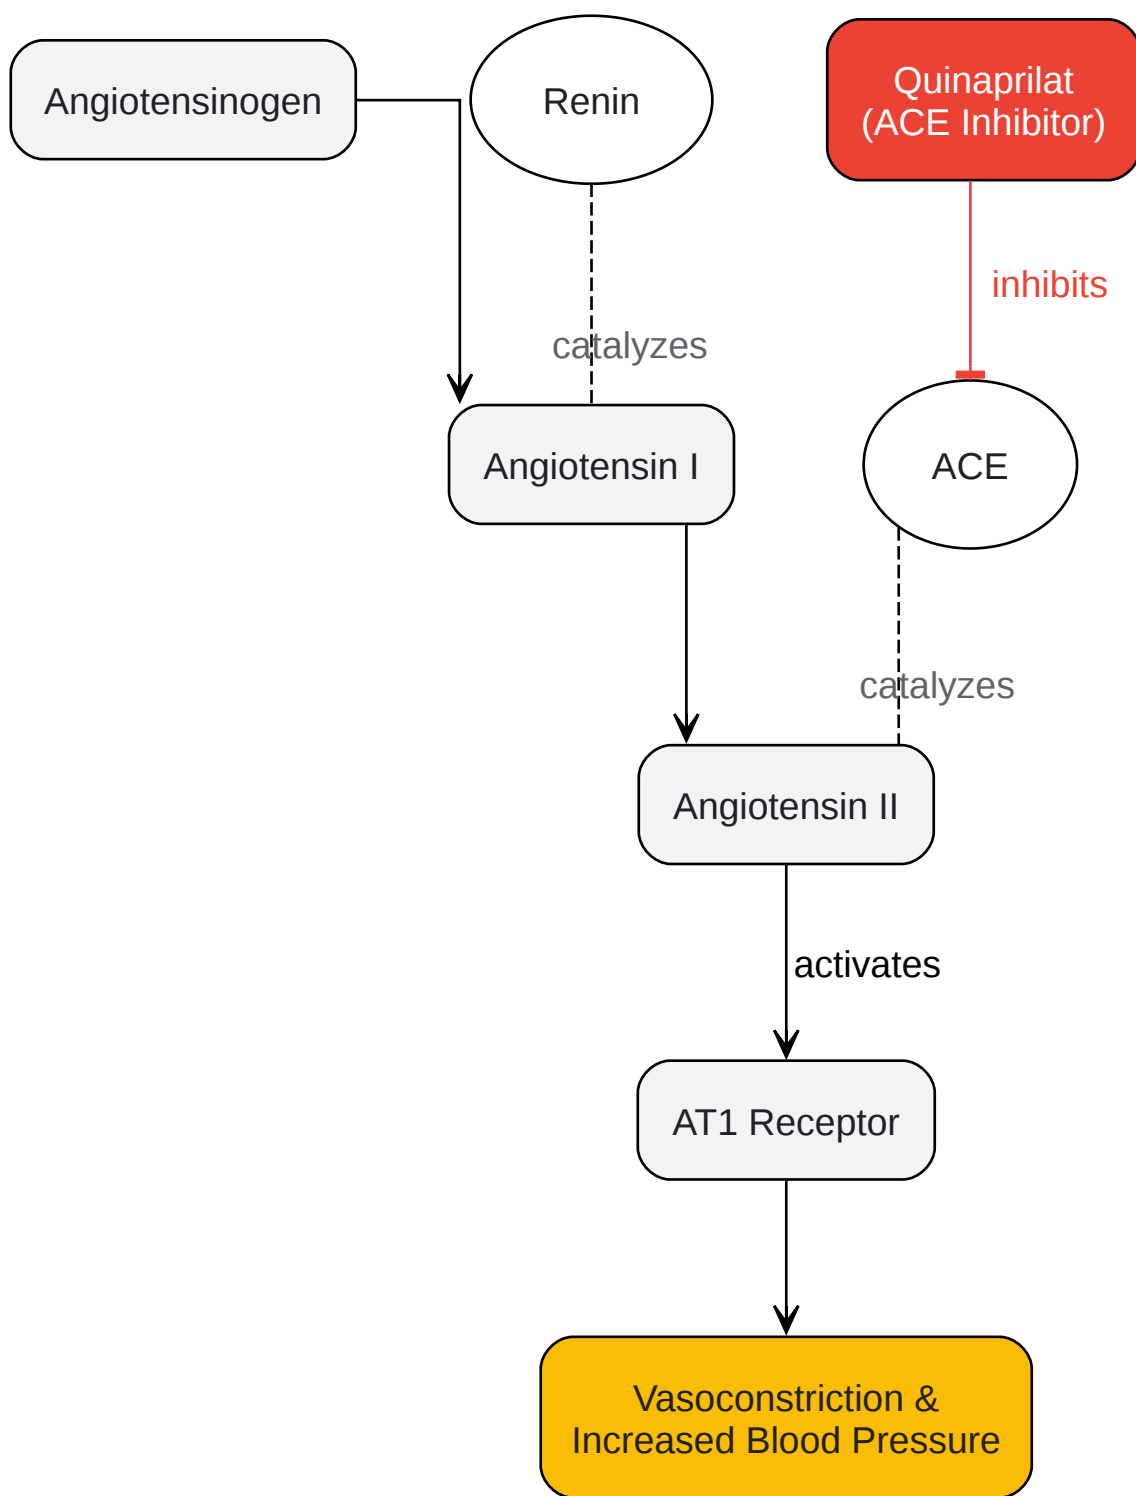 Angiotensinogen
Renin
Quinaprilat
(ACE Inhibitor)
inhibits
catalyzes
Angiotensin I
ACE
catalyzes
Angiotensin II
activates
AT1 Receptor
Vasoconstriction &
Increased Blood Pressure